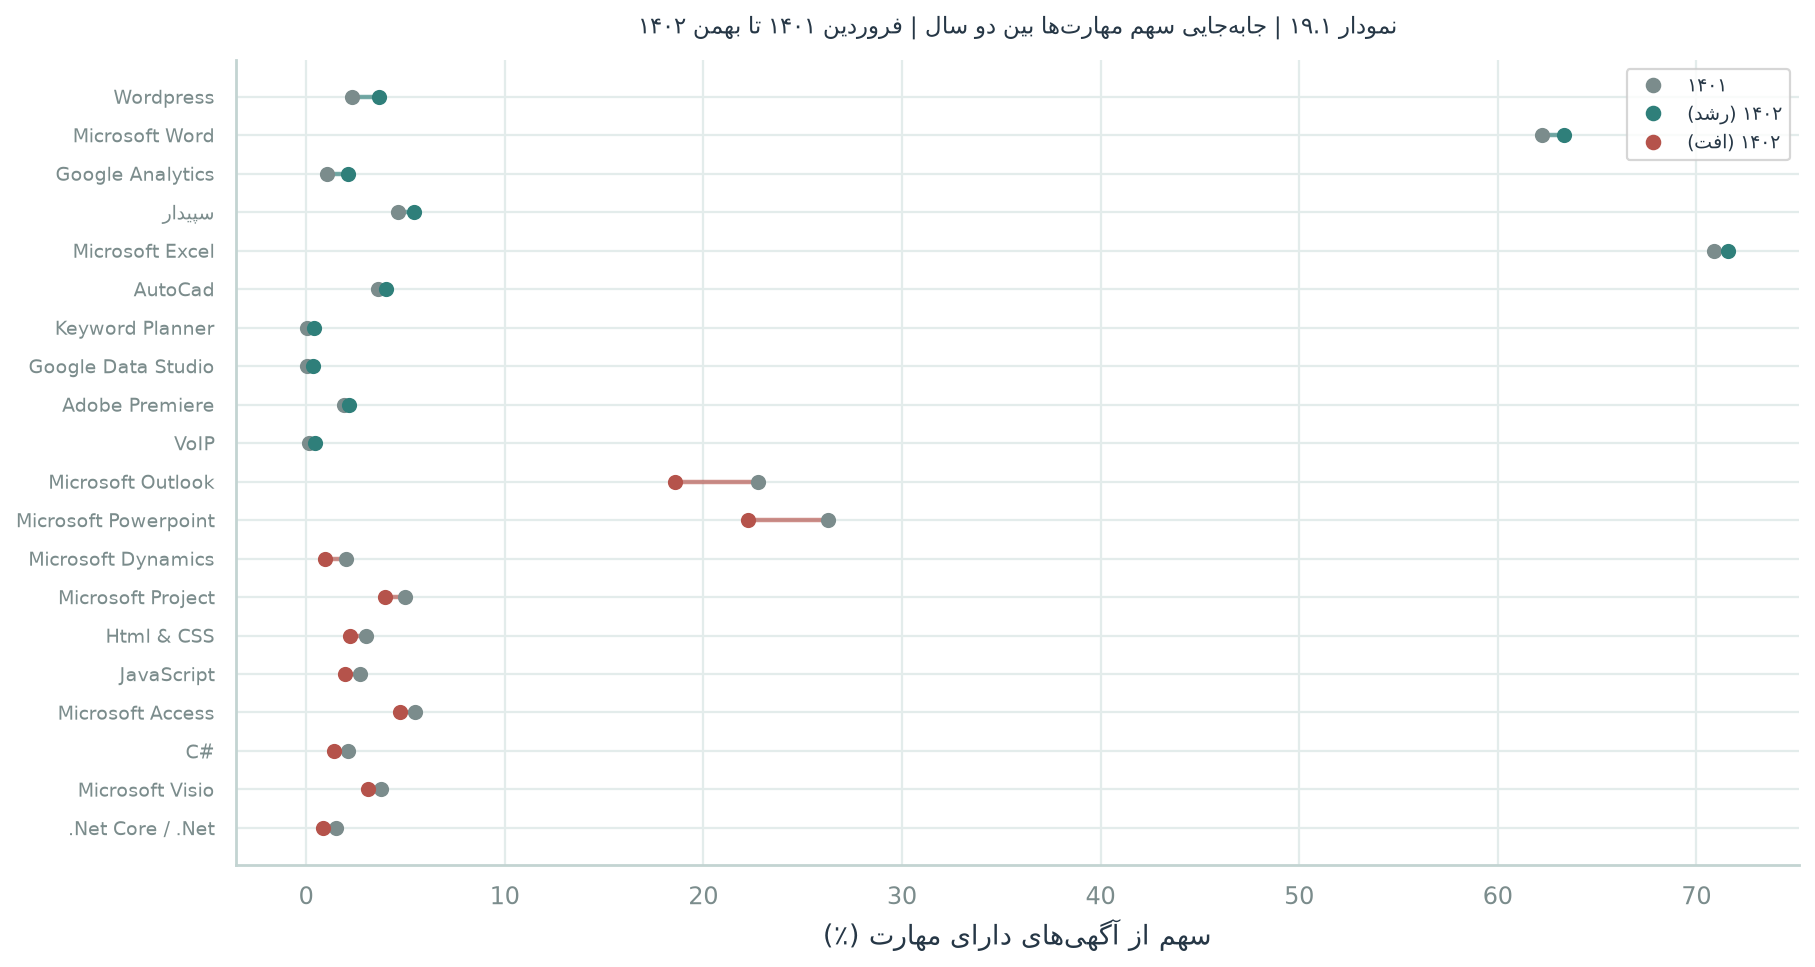 نمودار ۱۹.۱ | جابه‌جایی سهم مهارت‌ها بین دو سال | فروردین ۱۴۰۱ تا بهمن ۱۴۰۲
۱۴۰۱
۱۴۰۲ (رشد)
۱۴۰۲ (افت)
Wordpress
Microsoft Word
Google Analytics
سپیدار
Microsoft Excel
AutoCad
Keyword Planner
Google Data Studio
Adobe Premiere
VoIP
Microsoft Outlook
Microsoft Powerpoint
Microsoft Dynamics
Microsoft Project
Html & CSS
JavaScript
Microsoft Access
C#
Microsoft Visio
.Net Core / .Net
0 10 20 30 40 50 60 70
سهم از آگهی‌های دارای مهارت (٪)